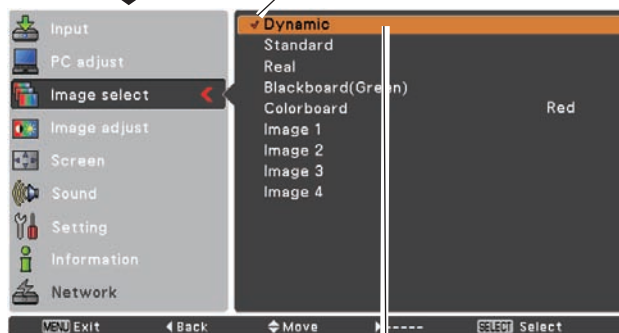 Input
PC adjust
Image select
Image adjust
Screen
Sound
Setting
Information
Network
Dynamic
Standard
Real
Blackboard(Green)
Colorboard Red
Image 1
Image 2
Image 3
Image 4
MENU Exit ◀Back Move ▶----- SELECT Select